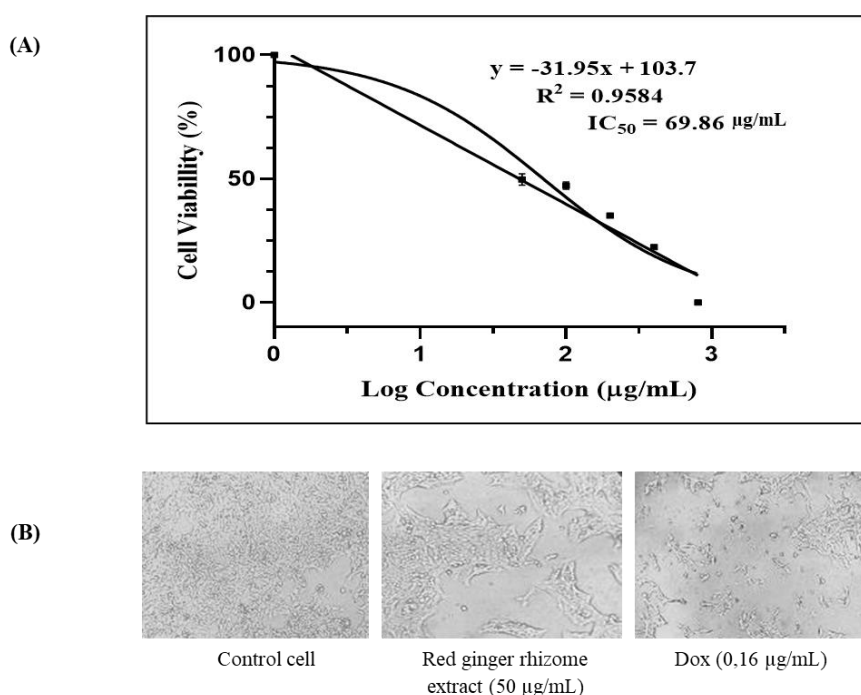 (A)
100
50
0
Cell Viabillity (%)
y = -31.95x + 103.7
R² = 0.9584
IC₅₀ = 69.86 µg/mL
0 1 2 3
Log Concentration (µg/mL)
(B)
Control cell
Red ginger rhizome
extract (50 µg/mL)
Dox (0,16 µg/mL)